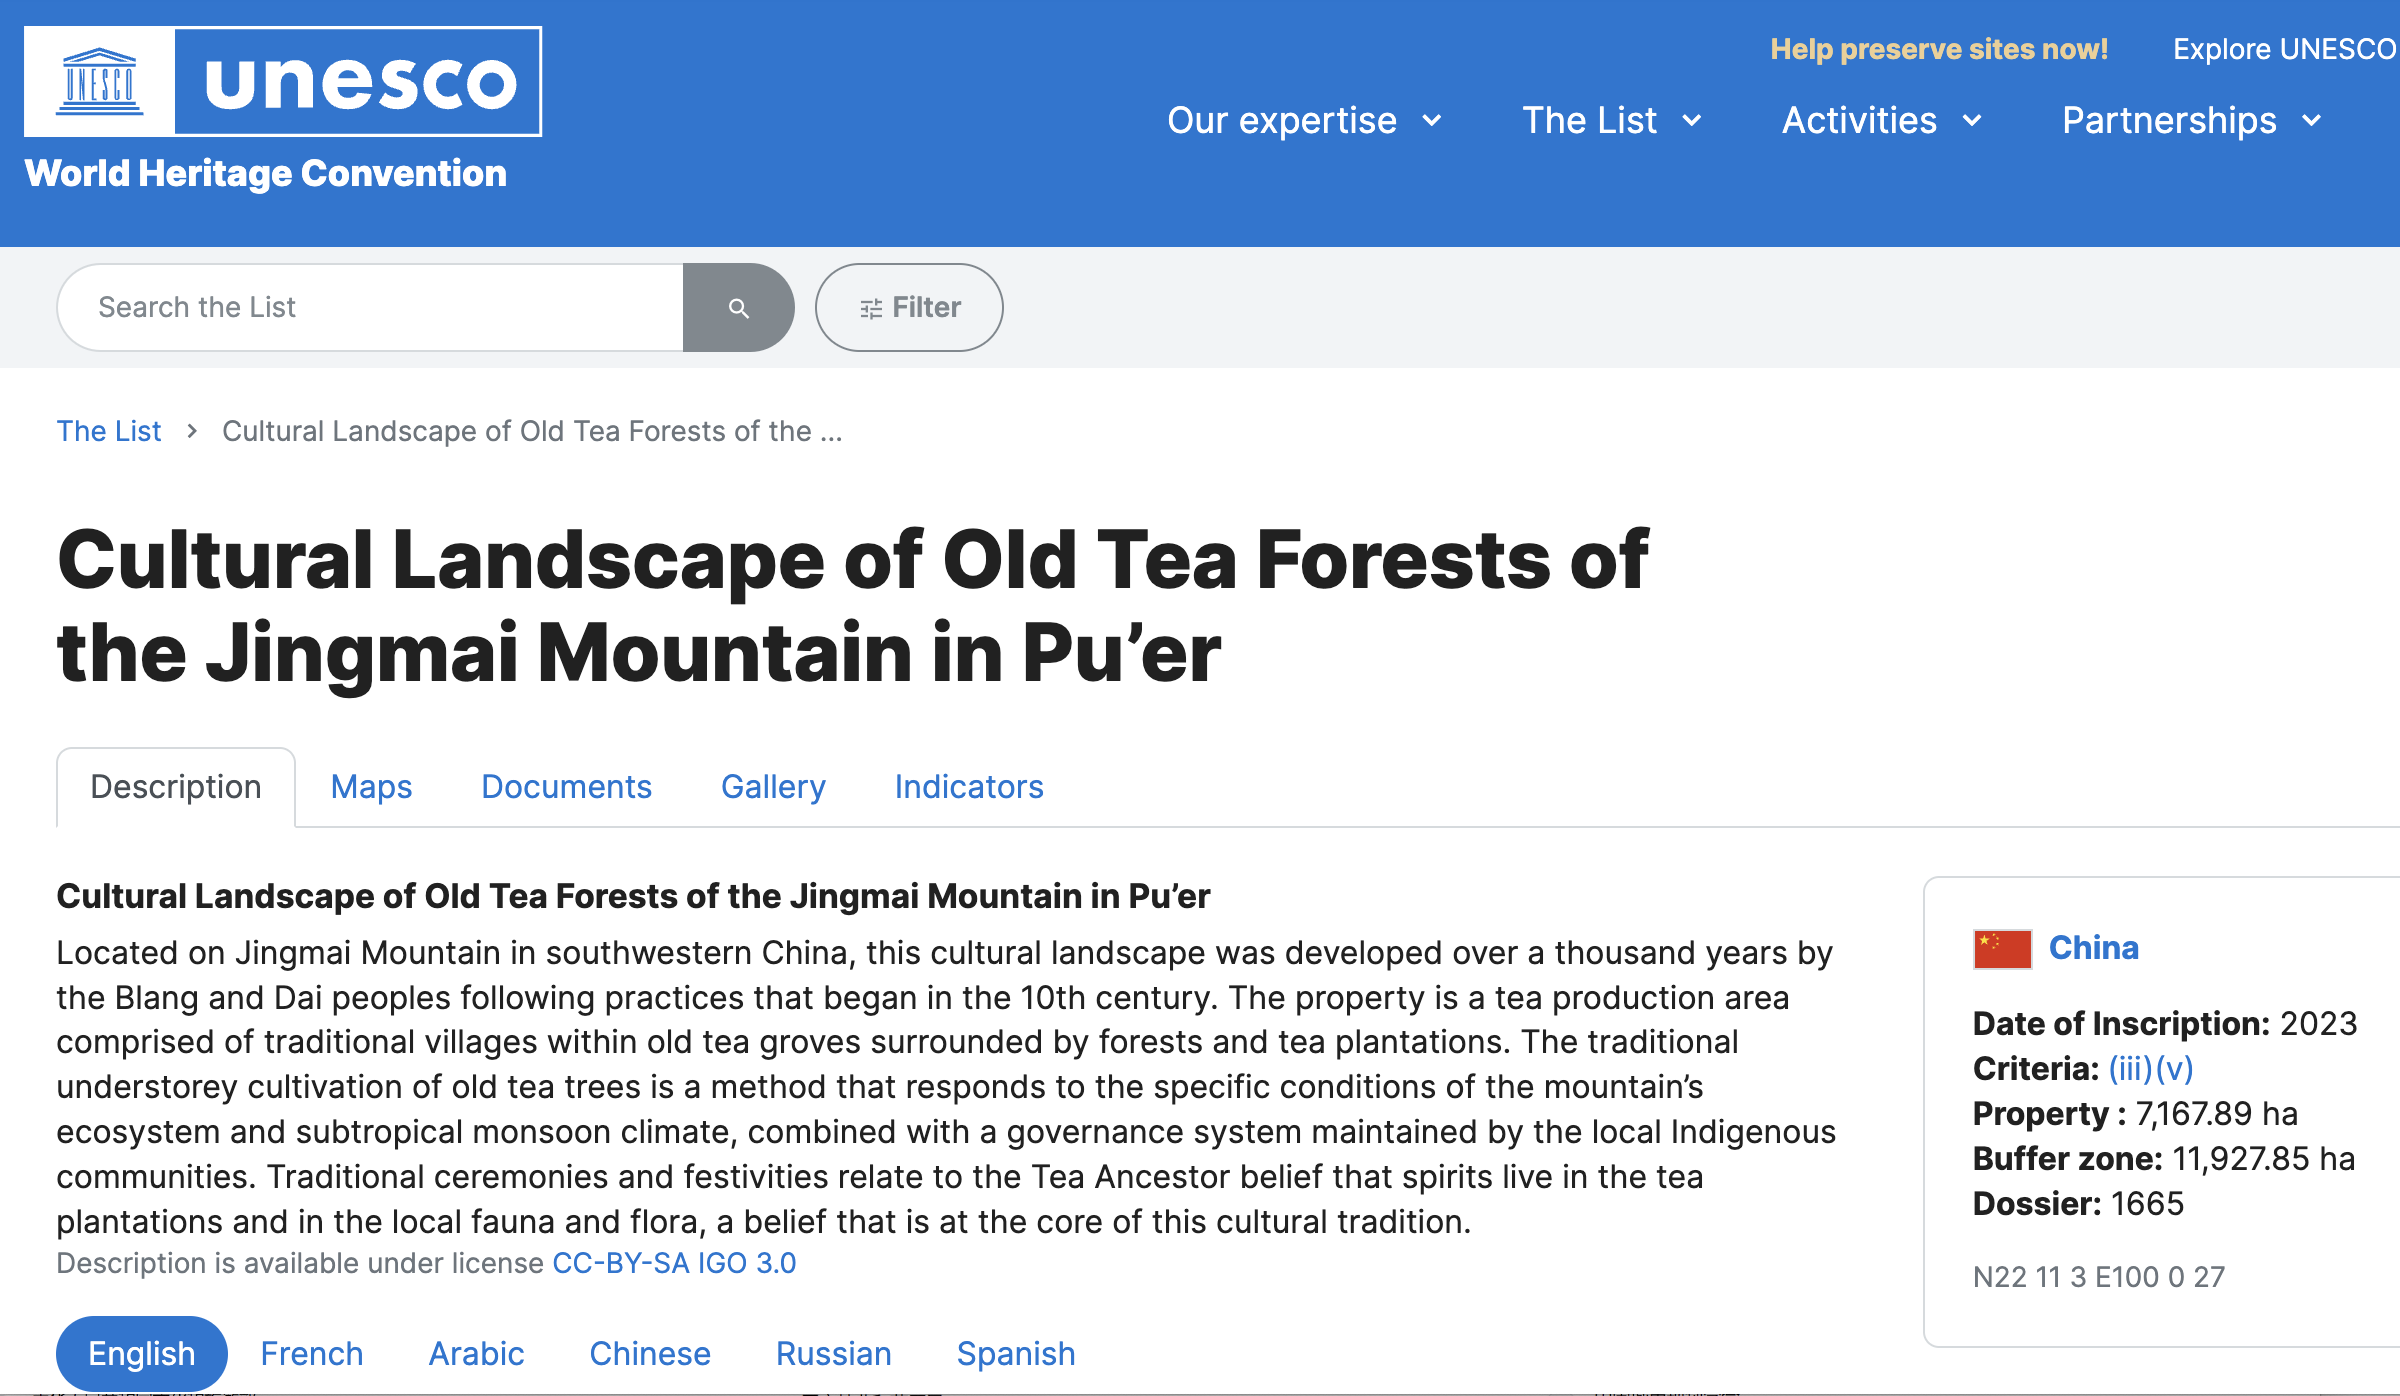 UNESCO
unesco
World Heritage Convention
Help preserve sites now!
Explore UNESCO
Our expertise
The List
Activities
Partnerships
Search the List
Filter
The List > Cultural Landscape of Old Tea Forests of the ...
Cultural Landscape of Old Tea Forests of
the Jingmai Mountain in Pu’er
Description
Maps
Documents
Gallery
Indicators
Cultural Landscape of Old Tea Forests of the Jingmai Mountain in Pu’er
Located on Jingmai Mountain in southwestern China, this cultural landscape was developed over a thousand years by
the Blang and Dai peoples following practices that began in the 10th century. The property is a tea production area
comprised of traditional villages within old tea groves surrounded by forests and tea plantations. The traditional
understorey cultivation of old tea trees is a method that responds to the specific conditions of the mountain’s
ecosystem and subtropical monsoon climate, combined with a governance system maintained by the local Indigenous
communities. Traditional ceremonies and festivities relate to the Tea Ancestor belief that spirits live in the tea
plantations and in the local fauna and flora, a belief that is at the core of this cultural tradition.
Description is available under license CC-BY-SA IGO 3.0
English
French
Arabic
Chinese
Russian
Spanish
China
Date of Inscription: 2023
Criteria: (iii)(v)
Property : 7,167.89 ha
Buffer zone: 11,927.85 ha
Dossier: 1665
N22 11 3 E100 0 27